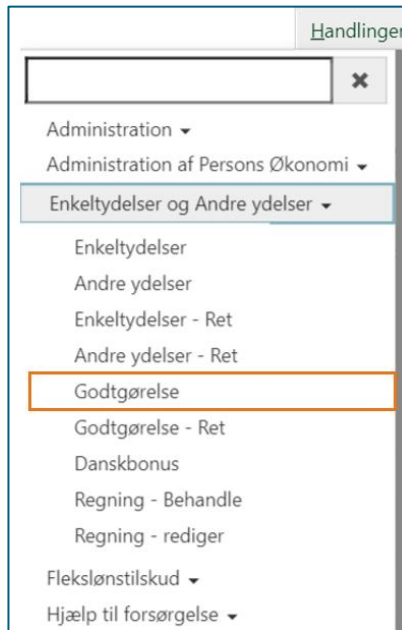 Handlinger
Administration
Administration af Persons Økonomi
Enkeltydelser og Andre ydelser
Enkeltydelser
Andre ydelser
Enkeltydelser - Ret
Andre ydelser - Ret
Godtgørelse
Godtgørelse - Ret
Danskbonus
Regning - Behandle
Regning - rediger
Flekslønstilskud
Hjælp til forsørgelse